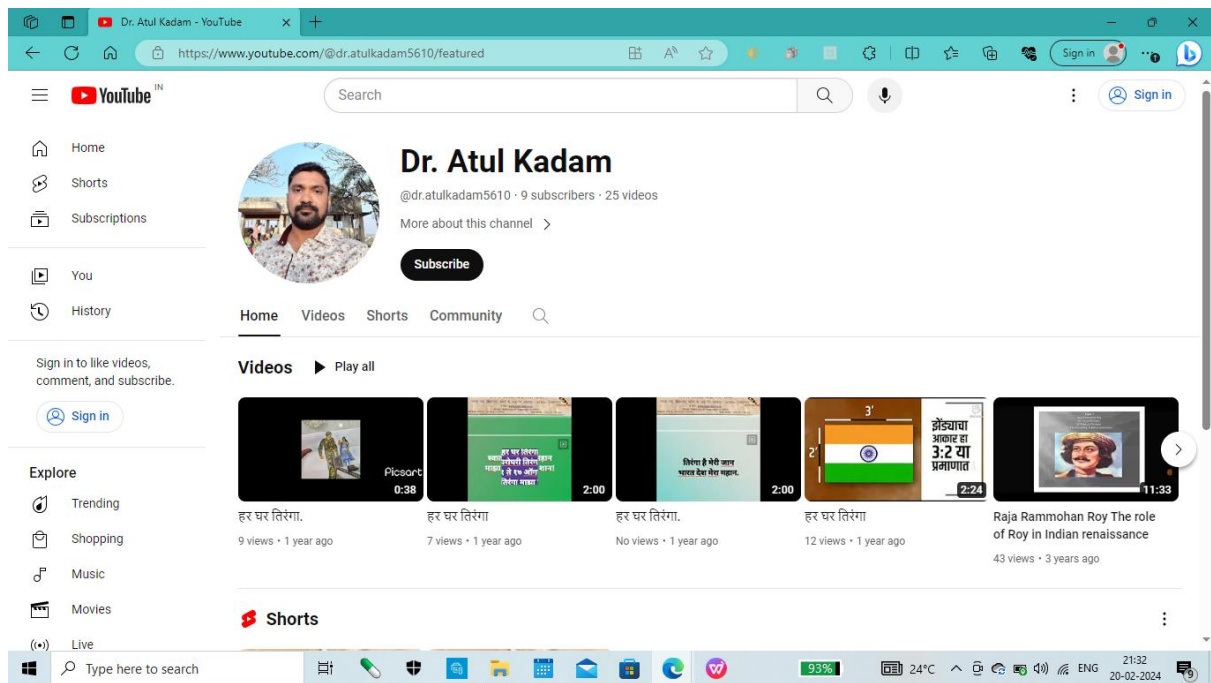 Dr. Atul Kadam - YouTube
https://www.youtube.com/@dr.atulkadam5610/featured
Sign in
YouTube IN
Search
Sign in
Home
Shorts
Subscriptions
You
History
Sign in to like videos,
comment, and subscribe.
Sign in
Explore
Trending
Shopping
Music
Movies
Live
Dr. Atul Kadam
@dr.atulkadam5610 · 9 subscribers · 25 videos
More about this channel
Subscribe
Home Videos Shorts Community
Videos Play all
Picsart
0:38
हर घर तिरंगा.
9 views • 1 year ago
हर घर तिरंगा
2:00
हर घर तिरंगा
7 views • 1 year ago
तिरंगा है मेरी जान
भारत देश मेरा महान.
2:00
हर घर तिरंगा.
No views • 1 year ago
3'
2'
झेंड्याचा
आकार हा
3:2 या
प्रमाणात
2:24
हर घर तिरंगा
12 views • 1 year ago
11:33
Raja Rammohan Roy The role
of Roy in Indian renaissance
43 views • 3 years ago
Shorts
Type here to search
93%
24°C
ENG
21:32
20-02-2024
9